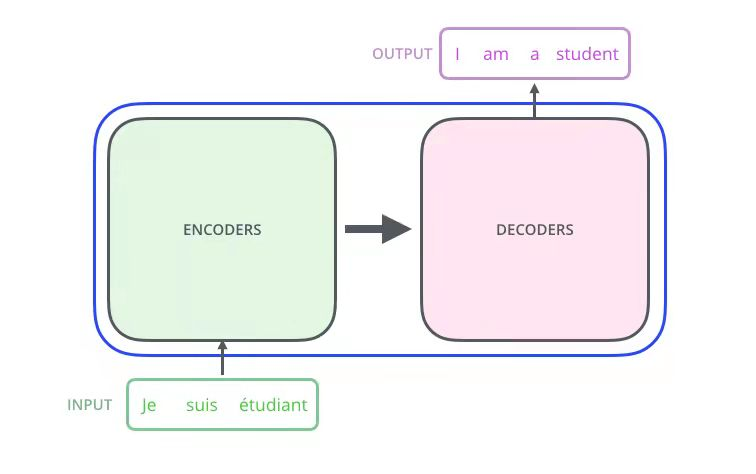 OUTPUT I am a student
ENCODERS DECODERS
INPUT Je suis étudiant